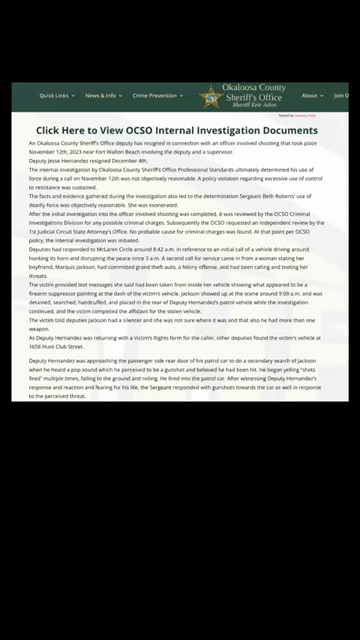 Quick Links
News & Info
Crime Prevention
Okaloosa County
Sheriff's Office
Sheriff Eric Aden
About
Join O
Click Here to View OCSO Internal Investigation Documents
An Okaloosa County Sheriff's Office deputy has resigned in connection with an officer involved shooting that took place
November 12th, 2023 near Fort Walton Beach involving the deputy and a supervisor.
Deputy Jesse Hernandez resigned December 4th.
The internal investigation by Okaloosa County Sheriff's Office Professional Standards ultimately determined his use of
force during a call on November 12th was not objectively reasonable. A policy violation regarding excessive use of control
to resistance was sustained.
The facts and evidence gathered during the investigation also led to the determination Sergeant Beth Roberts' use of
deadly force was objectively reasonable. She was exonerated.
After the initial investigation into the officer involved shooting was completed, it was reviewed by the OCSO Criminal
Investigations Division for any possible criminal charges. Subsequently the OCSO requested an independent review by the
1st Judicial Circuit State Attorney's Office. No probable cause for criminal charges was found. At that point per OCSO
policy, the internal investigation was initiated.
Deputies had responded to McLaren Circle around 8:42 a.m. in reference to an initial call of a vehicle driving around
honking its horn and disrupting the peace since 3 a.m. A second call for service came in from a woman stating her
boyfriend, Marquis Jackson, had committed grand theft auto, a felony offense, and had been calling and texting her
threats.
The victim provided text messages she said had been taken from inside her vehicle showing what appeared to be a
firearm suppressor pointing at the dash of the victim's vehicle. Jackson showed up at the scene around 9:09 a.m. and was
detained, searched, handcuffed, and placed in the rear of Deputy Hernandez's patrol vehicle while the investigation
continued, and the victim completed the affidavit for the stolen vehicle.
The victim told deputies Jackson had a silencer and she was not sure where it was and that also he had more than one
weapon.
As Deputy Hernandez was returning with a Victim's Rights form for the caller, other deputies found the victim's vehicle at
1656 Hunt Club Street.
Deputy Hernandez was approaching the passenger side rear door of his patrol car to do a secondary search of Jackson
when he heard a pop sound which he perceived to be a gunshot and believed he had been hit. He began yelling "shots
fired" multiple times, falling to the ground and rolling. He fired into the patrol car. After witnessing Deputy Hernandez's
response and reaction and fearing for his life, the Sergeant responded with gunshots towards the car as well in response
to the perceived threat.